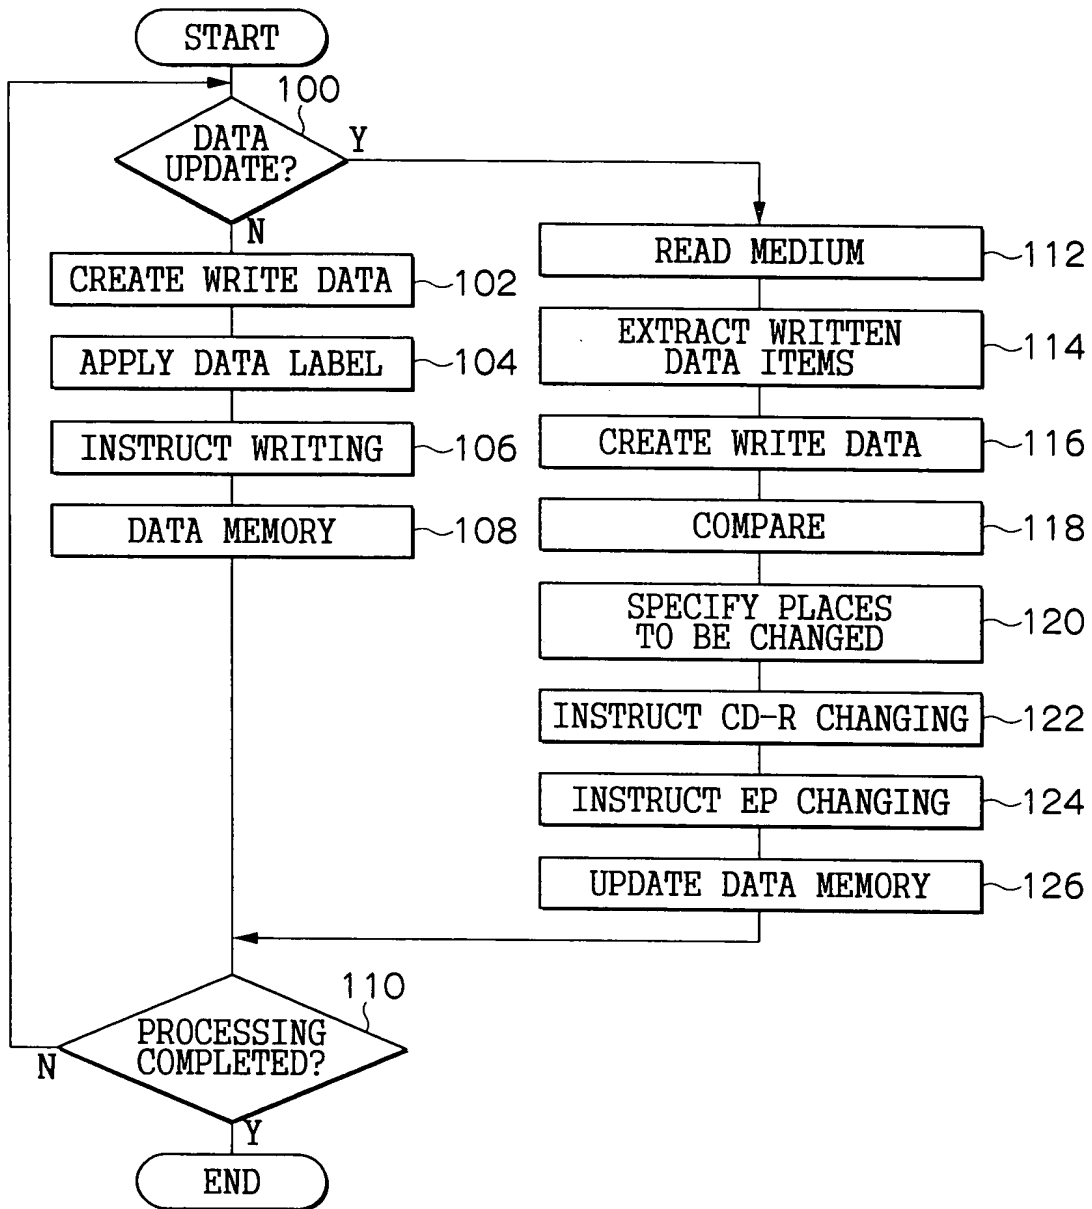 START
100
DATA
UPDATE?
Y
N
CREATE WRITE DATA
102
APPLY DATA LABEL
104
INSTRUCT WRITING
106
DATA MEMORY
108
READ MEDIUM
112
EXTRACT WRITTEN
DATA ITEMS
114
CREATE WRITE DATA
116
COMPARE
118
SPECIFY PLACES
TO BE CHANGED
120
INSTRUCT CD-R CHANGING
122
INSTRUCT EP CHANGING
124
UPDATE DATA MEMORY
126
110
PROCESSING
COMPLETED?
N
Y
END